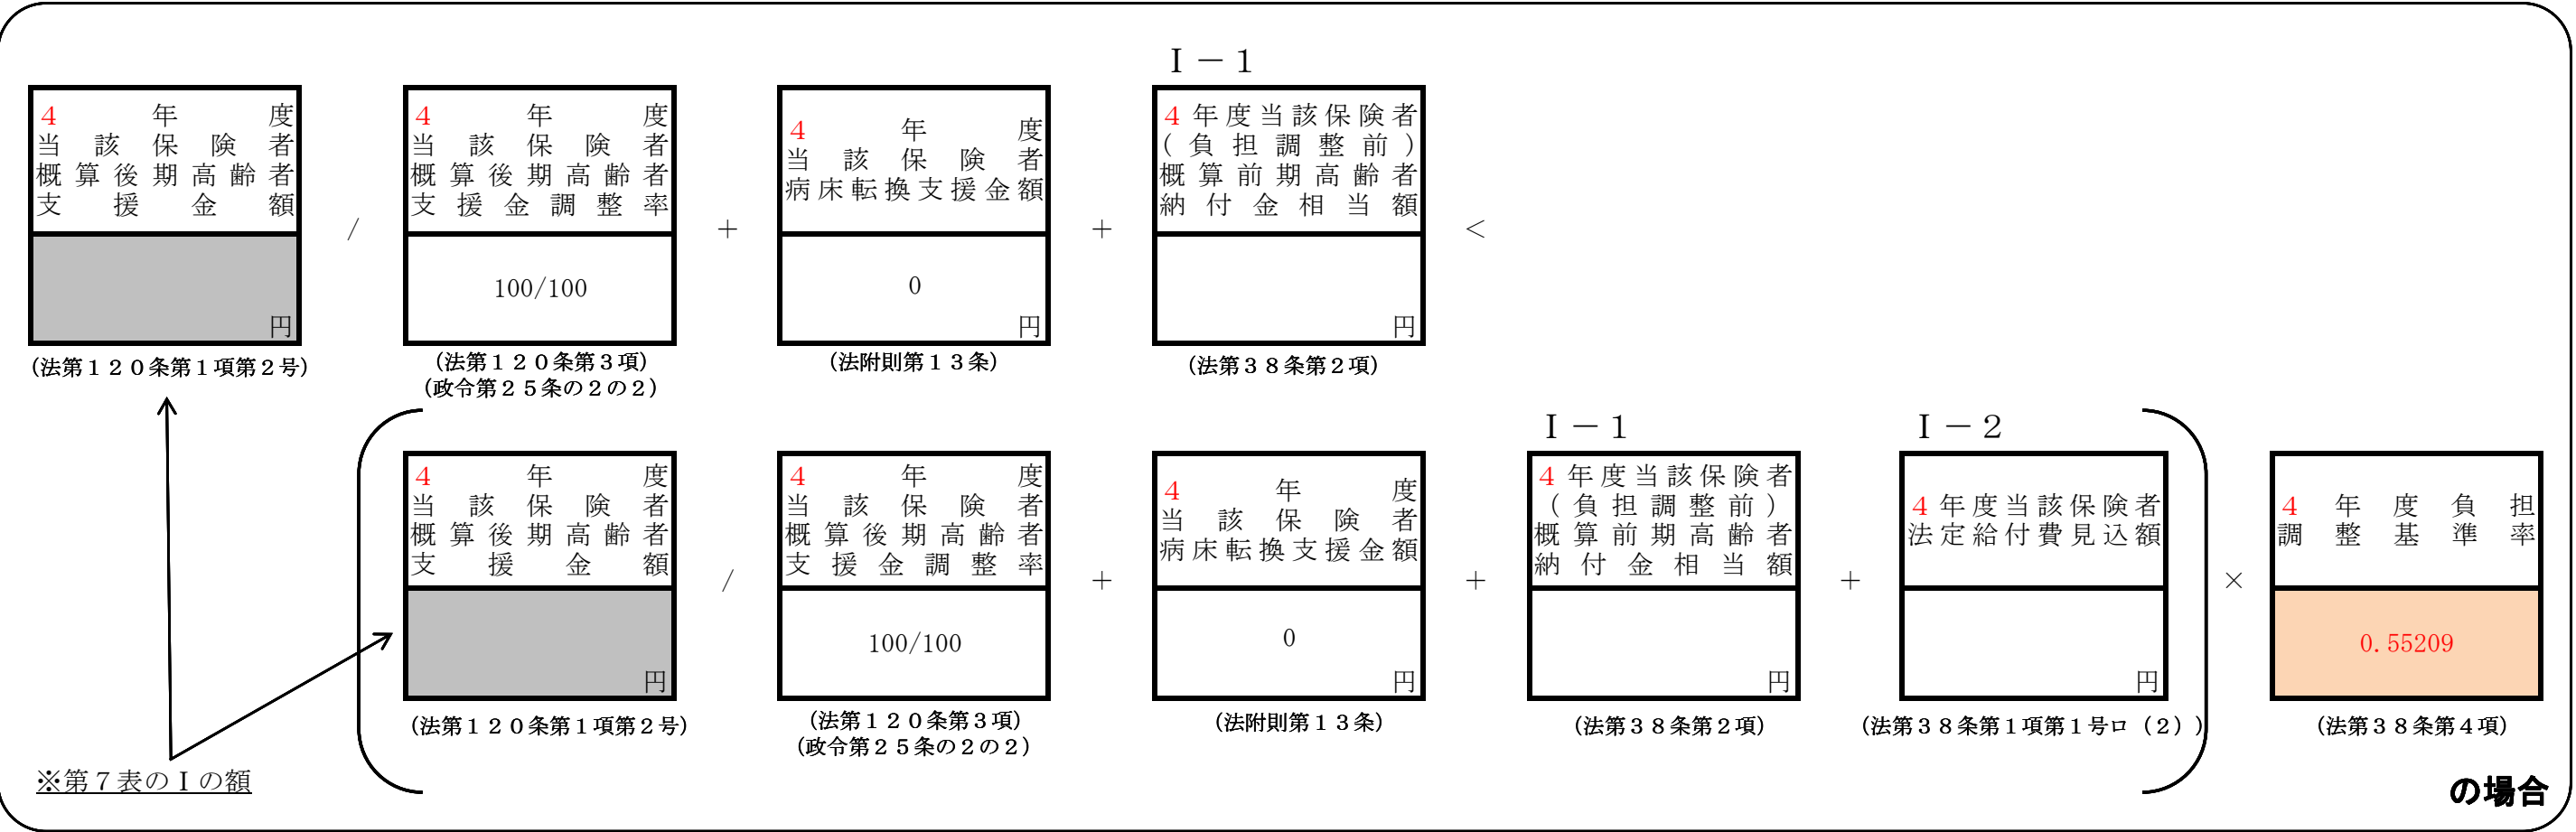 Ⅰ－1
4年度
当該保険者
概算後期高齢者
支援金額
円
(法第１２０条第１項第２号)
/
4年度
当該保険者
概算後期高齢者
支援金調整率
100/100
(法第１２０条第３項)
(政令第２５条の２の２)
+
4年度
当該保険者
病床転換支援金額
0
円
(法附則第１３条)
+
4年度当該保険者
(負担調整前)
概算前期高齢者
納付金相当額
円
(法第３８条第２項)
<
Ⅰ－1
Ⅰ－2
4年度
当該保険者
概算後期高齢者
支援金額
円
(法第１２０条第１項第２号)
/
4年度
当該保険者
概算後期高齢者
支援金調整率
100/100
(法第１２０条第３項)
(政令第２５条の２の２)
+
4年度
当該保険者
病床転換支援金額
0
円
(法附則第１３条)
+
4年度当該保険者
(負担調整前)
概算前期高齢者
納付金相当額
円
(法第３８条第２項)
+
4年度当該保険者
法定給付費見込額
円
(法第３８条第１項第１号ロ（２）)
×
4年度負担
調整基準率
0.55209
(法第３８条第４項)
※第７表のⅠの額
の場合